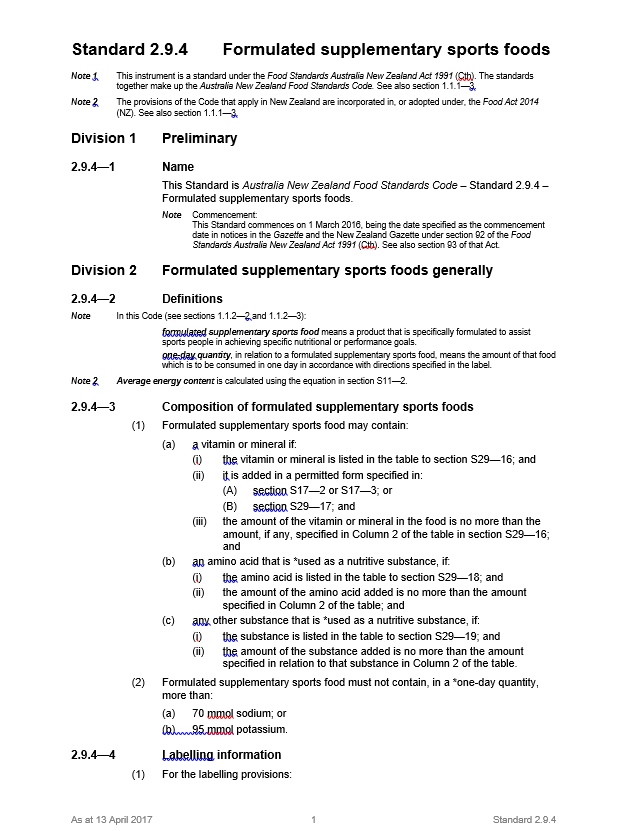 Standard 2.9.4 Formulated supplementary sports foods
Note 1 This instrument is a standard under the Food Standards Australia New Zealand Act 1991 (Cth). The standards
together make up the Australia New Zealand Food Standards Code. See also section 1.1.1—3.
Note 2 The provisions of the Code that apply in New Zealand are incorporated in, or adopted under, the Food Act 2014
(NZ). See also section 1.1.1—3.
Division 1 Preliminary
2.9.4—1 Name
This Standard is Australia New Zealand Food Standards Code – Standard 2.9.4 –
Formulated supplementary sports foods.
Note Commencement:
This Standard commences on 1 March 2016, being the date specified as the commencement
date in notices in the Gazette and the New Zealand Gazette under section 92 of the Food
Standards Australia New Zealand Act 1991 (Cth). See also section 93 of that Act.
Division 2 Formulated supplementary sports foods generally
2.9.4—2 Definitions
Note In this Code (see sections 1.1.2—2 and 1.1.2—3):
formulated supplementary sports food means a product that is specifically formulated to assist
sports people in achieving specific nutritional or performance goals.
one-day quantity, in relation to a formulated supplementary sports food, means the amount of that food
which is to be consumed in one day in accordance with directions specified in the label.
Note 2 Average energy content is calculated using the equation in section S11—2.
2.9.4—3 Composition of formulated supplementary sports foods
(1) Formulated supplementary sports food may contain:
(a) a vitamin or mineral if:
(i) the vitamin or mineral is listed in the table to section S29—16; and
(ii) it is added in a permitted form specified in:
(A) section S17—2 or S17—3; or
(B) section S29—17; and
(iii) the amount of the vitamin or mineral in the food is no more than the
amount, if any, specified in Column 2 of the table in section S29—16;
and
(b) an amino acid that is *used as a nutritive substance, if:
(i) the amino acid is listed in the table to section S29—18; and
(ii) the amount of the amino acid added is no more than the amount
specified in Column 2 of the table; and
(c) any other substance that is *used as a nutritive substance, if:
(i) the substance is listed in the table to section S29—19; and
(ii) the amount of the substance added is no more than the amount
specified in relation to that substance in Column 2 of the table.
(2) Formulated supplementary sports food must not contain, in a *one-day quantity,
more than:
(a) 70 mmol sodium; or
(b) 95 mmol potassium.
2.9.4—4 Labelling information
(1) For the labelling provisions:
As at 13 April 2017 1 Standard 2.9.4